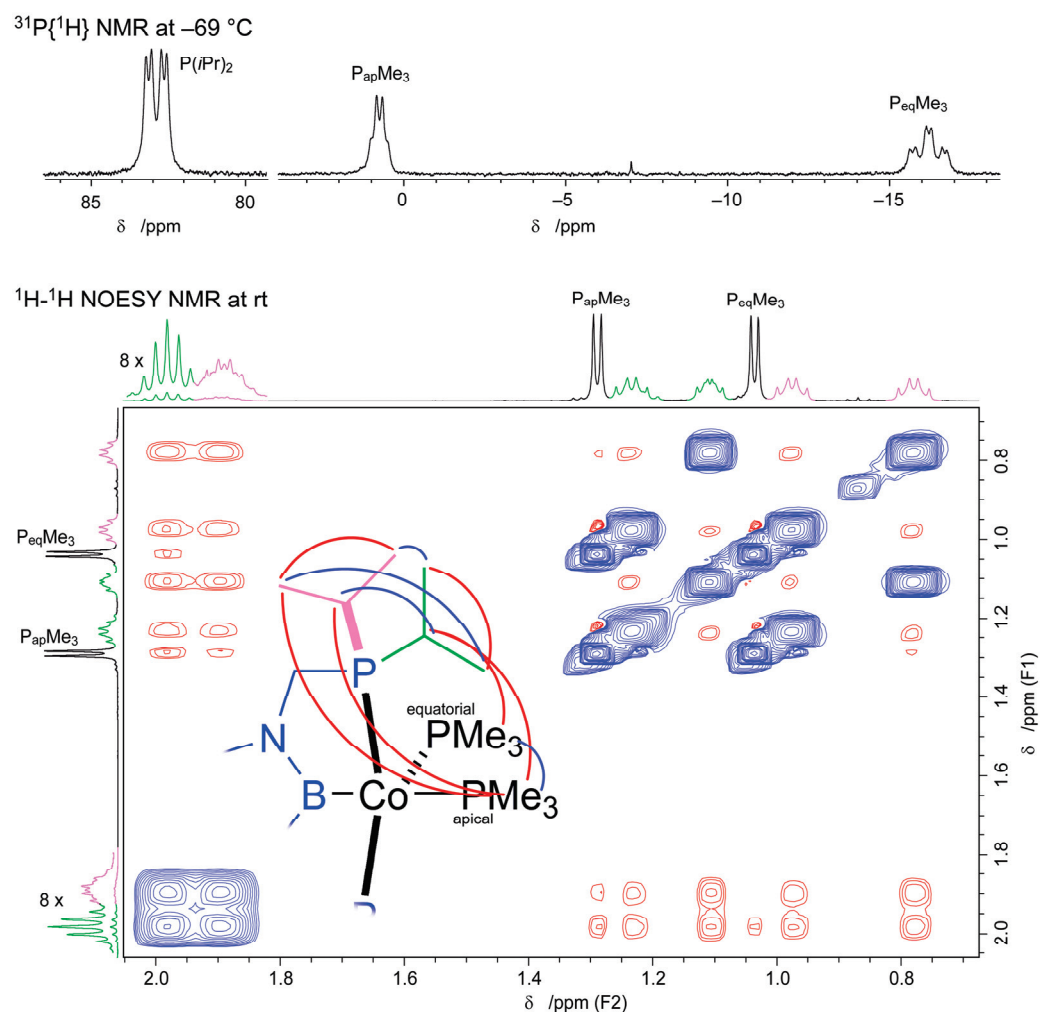 ³¹P{¹H} NMR at –69 °C
P(iPr)₂
PapMe₃
PeqMe₃
85
80
0
–5
–10
–15
δ /ppm
δ /ppm
¹H-¹H NOESY NMR at rt
PapMe₃
PeqMe₃
8 x
0.8
PeqMe₃
1.0
PapMe₃
1.2
1.4
P
equatorial
PMe₃
N
B
Co
PMe₃
apical
1.6
1.8
8 x
2.0
2.0
1.8
1.6
1.4
1.2
1.0
0.8
δ /ppm (F2)
δ /ppm (F1)